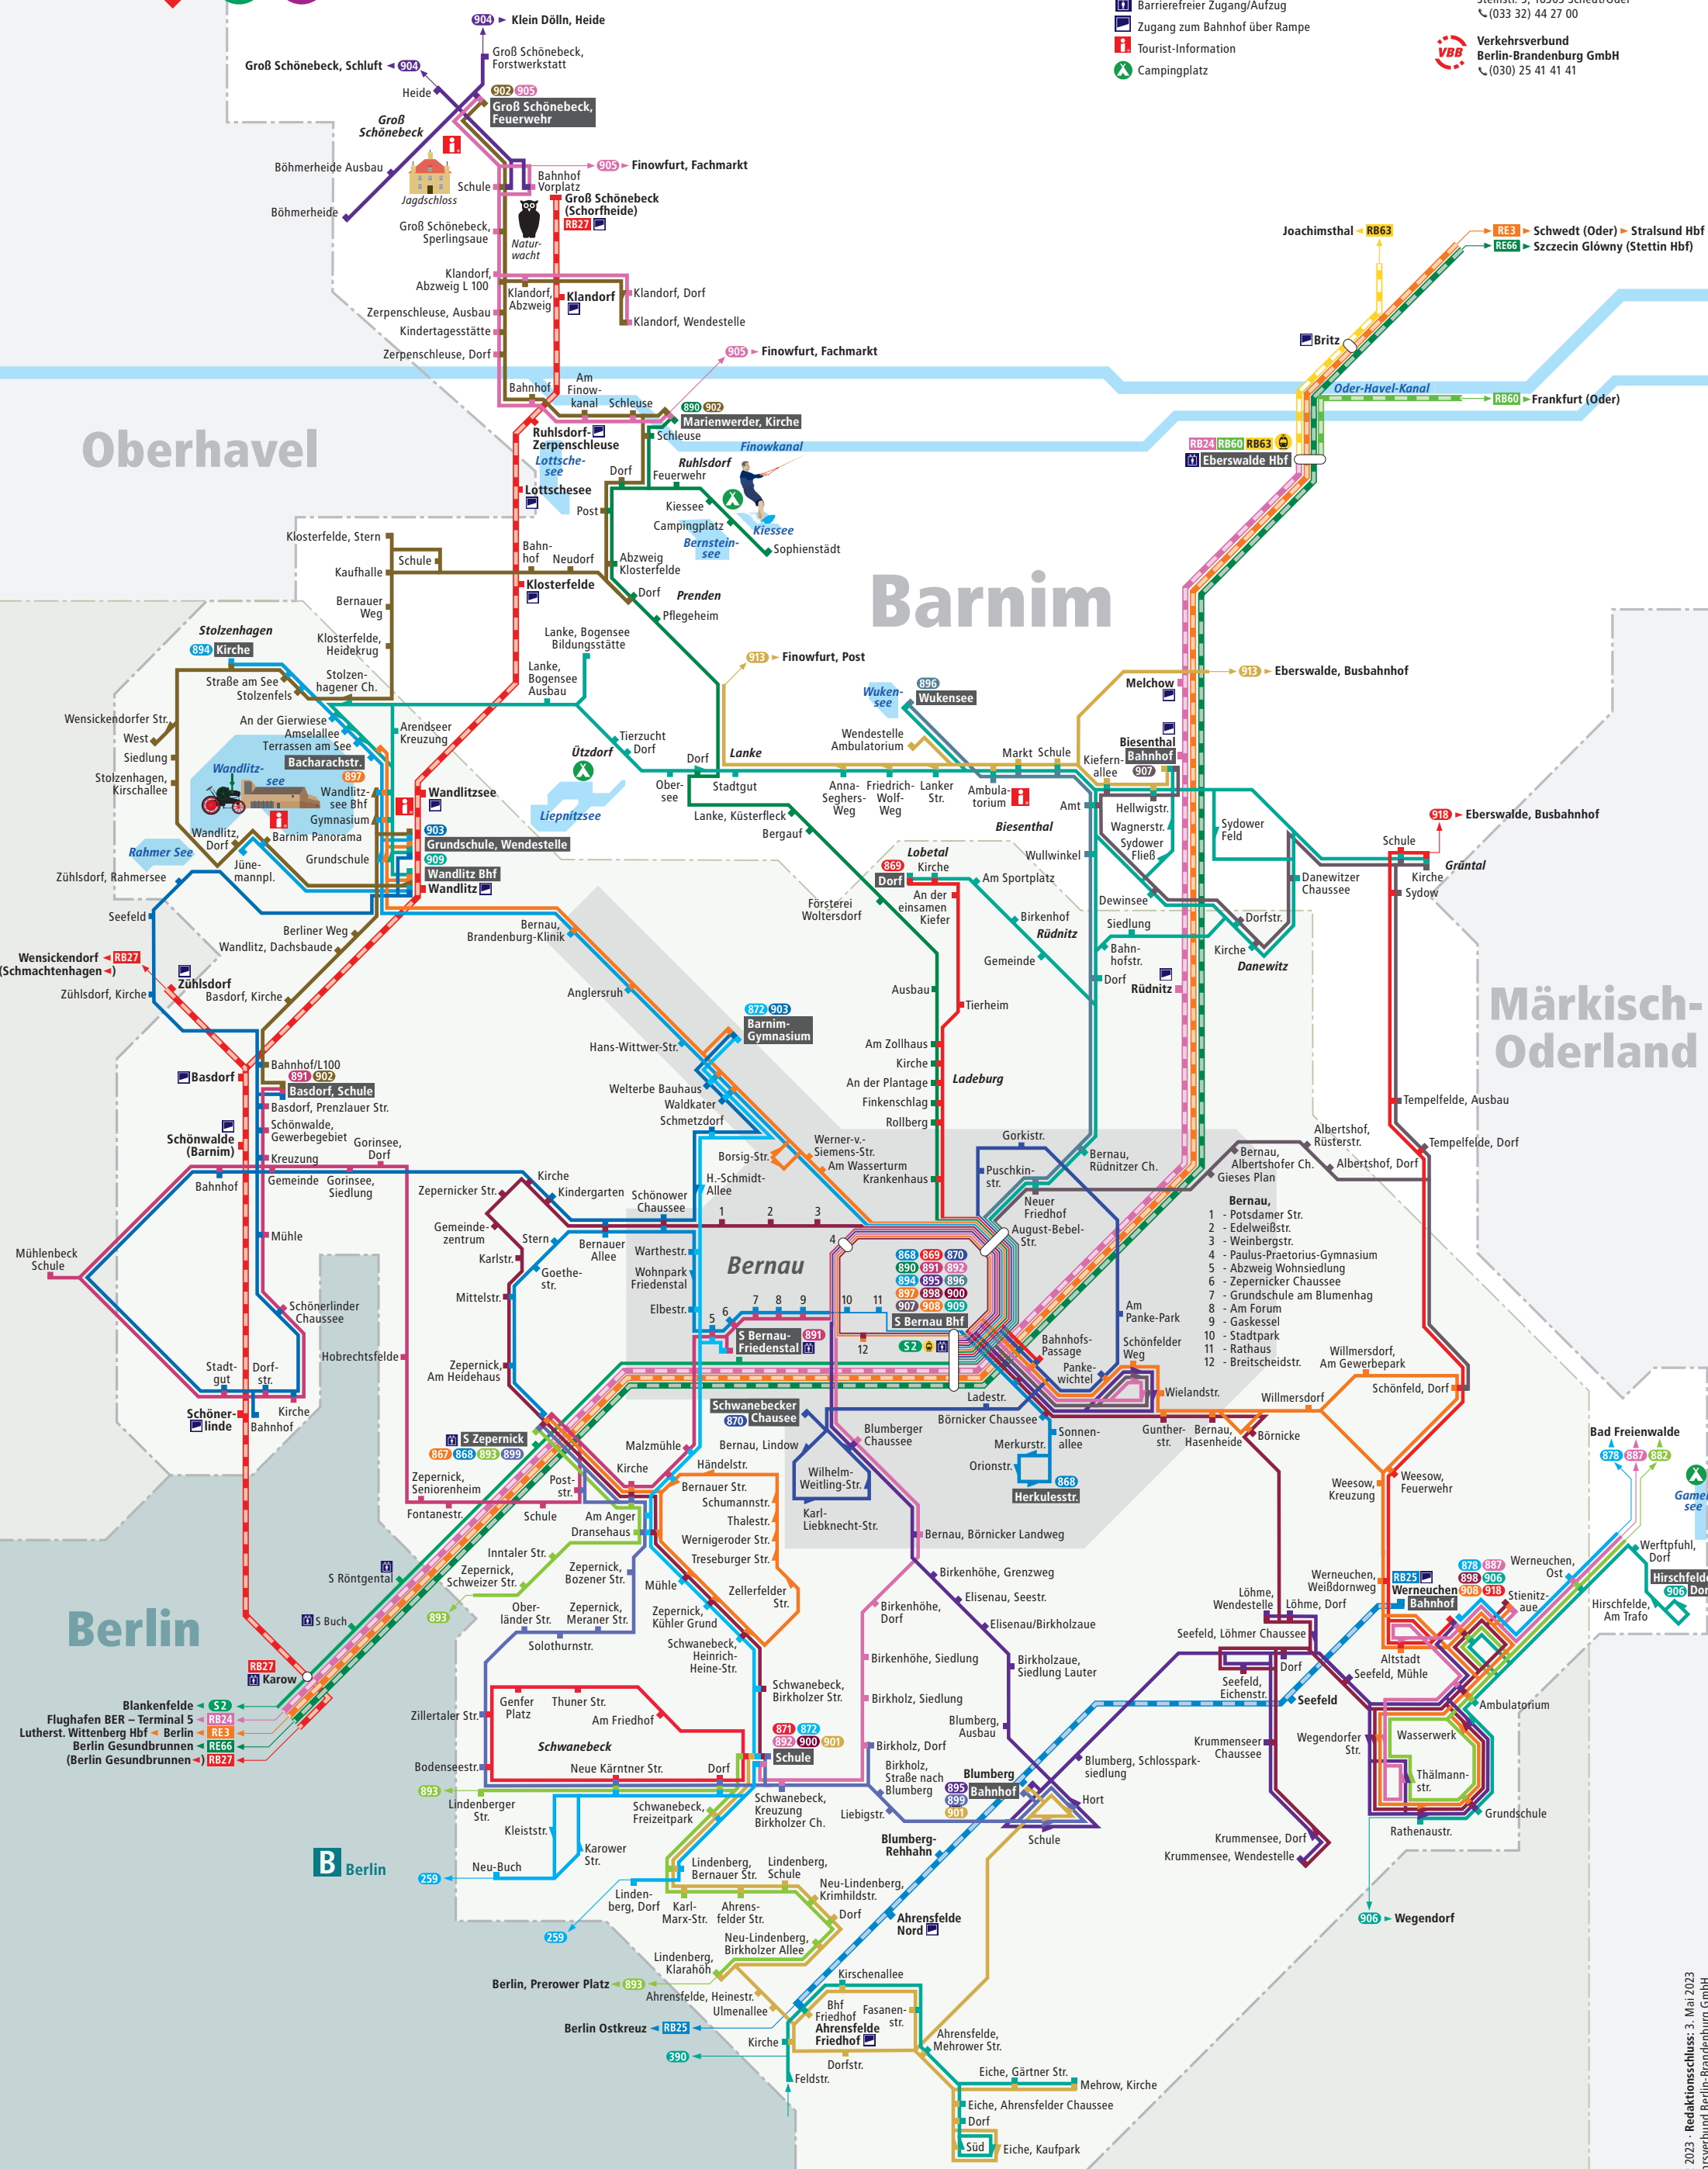 Barrierefreier Zugang/Aufzug
Zugang zum Bahnhof über Rampe
Tourist-Information
Campingplatz
(033 32) 44 27 00
VBB
Verkehrsverbund
Berlin-Brandenburg GmbH
(030) 25 41 41 41
904 Klein Dölln, Heide
Groß Schönebeck,
Forstwerkstatt
Groß Schönebeck, Schluft 904
Heide
902 905
Groß Schönebeck,
Feuerwehr
Groß
Schönebeck
Böhmerheide Ausbau
Böhmerheide
Jagdschloss
905 Finowfurt, Fachmarkt
Schule
Bahnhof
Vorplatz
Groß Schönebeck
(Schorfheide)
RB27
Groß Schönebeck,
Sperlingsaue
Natur-
wacht
Klandorf,
Abzweig L 100
Klandorf,
Abzweig
Klandorf
Klandorf, Dorf
Klandorf, Wendestelle
Zerpenschleuse, Ausbau
Kindertagesstätte
Zerpenschleuse, Dorf
905 Finowfurt, Fachmarkt
Bahnhof
Am
Finow-
kanal
Schleuse
890 902
Marienwerder, Kirche
Schleuse
Ruhlsdorf-
Zerpenschleuse
Lottsche-
see
Lottschesee
Finowkanal
Ruhlsdorf
Dorf
Feuerwehr
Post
Kiessee
Campingplatz
Kiessee
Bernstein-
see
Sophienstädt
Joachimsthal RB63
RE3 Schwedt (Oder) Stralsund Hbf
RE66 Szczecin Glówny (Stettin Hbf)
Britz
Oder-Havel-Kanal
RB60 Frankfurt (Oder)
RB24 RB60 RB63
Eberswalde Hbf
Oberhavel
Barnim
Märkisch-
Oderland
Berlin
Klosterfelde, Stern
Schule
Kaufhalle
Bahn-
hof
Neudorf
Abzweig
Klosterfelde
Klosterfelde
Dorf
Prenden
Pflegeheim
Bernauer
Weg
Klosterfelde,
Heidekrug
Stolzenhagen
894 Kirche
Straße am See
Stolzenfels
Stolzen-
hagener Ch.
Lanke, Bogensee
Bildungsstätte
Lanke,
Bogensee
Ausbau
913 Finowfurt, Post
913 Eberswalde, Busbahnhof
Wensickendorfer Str.
West
Siedlung
Stolzenhagen,
Kirschallee
An der Gierwiese
Amselallee
Terrassen am See
Bacharachstr.
897
Arendseer
Kreuzung
Wandlitz-
see
Wandlitz-
see Bhf
Gymnasium
Wandlitzsee
Wandlitz,
Dorf
Barnim Panorama
Jüne-
mannpl.
Grundschule
903
Grundschule, Wendestelle
909
Wandlitz Bhf
Wandlitz
Rahmer See
Zühlsdorf, Rahmersee
Seefeld
Tierzucht
Dorf
Ützdorf
Liepnitzsee
Dorf
Lanke
Ober-
see
Stadtgut
Lanke, Küsterfleck
Bergauf
Wuken-
see
896
Wukensee
Wendestelle
Ambulatorium
Anna-
Seghers-
Weg
Friedrich-
Wolf-
Weg
Lanker
Str.
Ambula-
torium
Markt
Schule
Kiefern-
allee
Melchow
Biesenthal
Bahnhof
907
Amt
Hellwigstr.
Wagnerstr.
Sydower
Fließ
Sydower
Feld
Biesenthal
Wullwinkel
Dewinsee
918 Eberswalde, Busbahnhof
Schule
Grüntal
Kirche
Sydow
Danewitzer
Chaussee
Dorfstr.
Kirche
Danewitz
Lobetal
869
Dorf
Kirche
Am Sportplatz
An der
einsamen
Kiefer
Birkenhof
Rüdnitz
Gemeinde
Siedlung
Bahn-
hofstr.
Dorf
Rüdnitz
Försterei
Woltersdorf
Ausbau
Tierheim
Am Zollhaus
Kirche
An der Plantage
Ladeburg
Finkenschlag
Rollberg
Bernau,
Brandenburg-Klinik
Anglersruh
Berliner Weg
Wandlitz, Dachsbaude
Basdorf, Kirche
Wensickendorf RB27
(Schmachtenhagen )
Zühlsdorf
Zühlsdorf, Kirche
872 903
Barnim-
Gymnasium
Hans-Wittwer-Str.
Welterbe Bauhaus
Waldkater
Schmetzdorf
Bahnhof/L100
891 902
Basdorf, Schule
Basdorf
Basdorf, Prenzlauer Str.
Schönwalde,
Gewerbegebiet
Schönwalde
(Barnim)
Gorinsee,
Dorf
Kreuzung
Bahnhof
Gemeinde
Gorinsee,
Siedlung
Borsig-Str.
Werner-v.-
Siemens-Str.
Am Wasserturm
Krankenhaus
H.-Schmidt-
Allee
Schönower
Chaussee
Kirche
Kindergarten
Zepernicker Str.
Gemeinde-
zentrum
Stern
Bernauer
Allee
Karlstr.
Goethe-
str.
Mittelstr.
Zepernick,
Am Heidehaus
Warthestr.
Wohnpark
Friedenstal
Elbestr.
Gorkistr.
Puschkin-
str.
Neuer
Friedhof
August-Bebel-
Str.
Bernau,
Rüdnitzer Ch.
Bernau,
Albertshofer Ch.
Gieses Plan
Albertshof,
Rüsterstr.
Albertshof, Dorf
Tempelfelde, Ausbau
Tempelfelde, Dorf
Bernau,
1 - Potsdamer Str.
2 - Edelweißstr.
3 - Weinbergstr.
4 - Paulus-Praetorius-Gymnasium
5 - Abzweig Wohnsiedlung
6 - Zepernicker Chaussee
7 - Grundschule am Blumenhag
8 - Am Forum
9 - Gaskessel
10 - Stadtpark
11 - Rathaus
12 - Breitscheidstr.
1 2 3
4
Bernau
5 6 7 8 9 10 11
12
868 869 870
890 891 892
894 895 896
897 898 900
907 908 909
S Bernau Bhf
S2
S Bernau-
Friedenstal
891
Am
Panke-Park
Bahnhofs-
Passage
Schönfelder
Weg
Panke-
wichtel
Wielandstr.
Ladestr.
Börnicker Chaussee
Gunther-
str.
Bernau,
Hasenheide
Börnicke
Willmersdorf
Willmersdorf,
Am Gewerbepark
Schönfeld, Dorf
Weesow,
Kreuzung
Weesow,
Feuerwehr
Mühlenbeck
Schule
Mühle
Schönerlinder
Chaussee
Stadt-
gut
Dorf-
str.
Kirche
Bahnhof
Schöner-
linde
Hobrechtsfelde
Schwanebecker
Chausee
870
Bernau, Lindow
Blumberger
Chaussee
Wilhelm-
Weitling-Str.
Karl-
Liebknecht-Str.
Merkurstr.
Sonnen-
allee
Orionstr.
868
Herkulesstr.
S Zepernick
867 868 893 899
Malzmühle
Kirche
Post-
str.
Zepernick,
Seniorenheim
Fontanestr.
Schule
Am Anger
Dransehaus
Händelstr.
Bernauer Str.
Schumannstr.
Thalestr.
Wernigeroder Str.
Treseburger Str.
Zellerfelder
Str.
Inntaler Str.
Zepernick,
Schweizer Str.
893
Zepernick,
Bozener Str.
Mühle
Ober-
länder Str.
Zepernick,
Meraner Str.
Solothurnstr.
Zepernick,
Kühler Grund
Schwanebeck,
Heinrich-
Heine-Str.
S Röntgental
S Buch
RB27
Karow
Blankenfelde S2
Flughafen BER – Terminal 5 RB24
Lutherst. Wittenberg Hbf Berlin RE3
Berlin Gesundbrunnen RE66
(Berlin Gesundbrunnen ) RB27
Bernau, Börnicker Landweg
Birkenhöhe, Grenzweg
Birkenhöhe,
Dorf
Elisenau, Seestr.
Elisenau/Birkholzaue
Birkenhöhe, Siedlung
Birkholzaue,
Siedlung Lauter
Birkholz, Siedlung
Blumberg,
Ausbau
Birkholz, Dorf
Birkholz,
Straße nach
Blumberg
Liebigstr.
Genfer
Platz
Thuner Str.
Am Friedhof
Zillertaler Str.
Schwanebeck
Bodenseestr.
Neue Kärntner Str.
Dorf
Schwanebeck,
Birkholzer Str.
871 872
892 900 901
Schule
893
Lindenberger
Str.
Schwanebeck,
Freizeitpark
Schwanebeck,
Kreuzung
Birkholzer Ch.
Kleiststr.
Karower
Str.
Neu-Buch
259
B Berlin
Linden-
berg, Dorf
259
Lindenberg,
Bernauer Str.
Lindenberg,
Schule
Karl-
Marx-Str.
Ahrens-
felder Str.
Neu-Lindenberg,
Krimhildstr.
Dorf
Neu-Lindenberg,
Birkholzer Allee
Lindenberg,
Klarahöh
Berlin, Prerower Platz 893
Blumberg
895
899
901
Bahnhof
Blumberg, Schlosspark-
siedlung
Hort
Schule
Blumberg-
Rehhahn
Ahrensfelde
Nord
Ahrensfelde, Heinestr.
Ulmenallee
Berlin Ostkreuz RB25
390
Kirschenallee
Bhf
Friedhof
Fasanen-
str.
Ahrensfelde
Friedhof
Kirche
Dorfstr.
Feldstr.
Ahrensfelde,
Mehrower Str.
Eiche, Gärtner Str.
Mehrow, Kirche
Eiche, Ahrensfelder Chaussee
Dorf
Süd
Eiche, Kaufpark
Bad Freienwalde
878 887 882
Game
see
Werftpfuhl,
Dorf
Hirschfelde
906 Dor
Hirschfelde,
Am Trafo
Werneuchen,
Ost
Werneuchen,
Weißdornweg
RB25
Werneuchen
Bahnhof
878 887
898 906
908 918
Stienitz-
aue
Altstadt
Löhme,
Wendestelle
Löhme, Dorf
Seefeld, Löhmer Chaussee
Dorf
Seefeld,
Eichenstr.
Seefeld
Seefeld, Mühle
Ambulatorium
Wegendorfer
Str.
Wasserwerk
Thälmann-
str.
Grundschule
Rathenaustr.
Krummenseer
Chaussee
Krummensee, Dorf
Krummensee, Wendestelle
906 Wegendorf
2023 · Redaktionsschluss: 3. Mai 2023